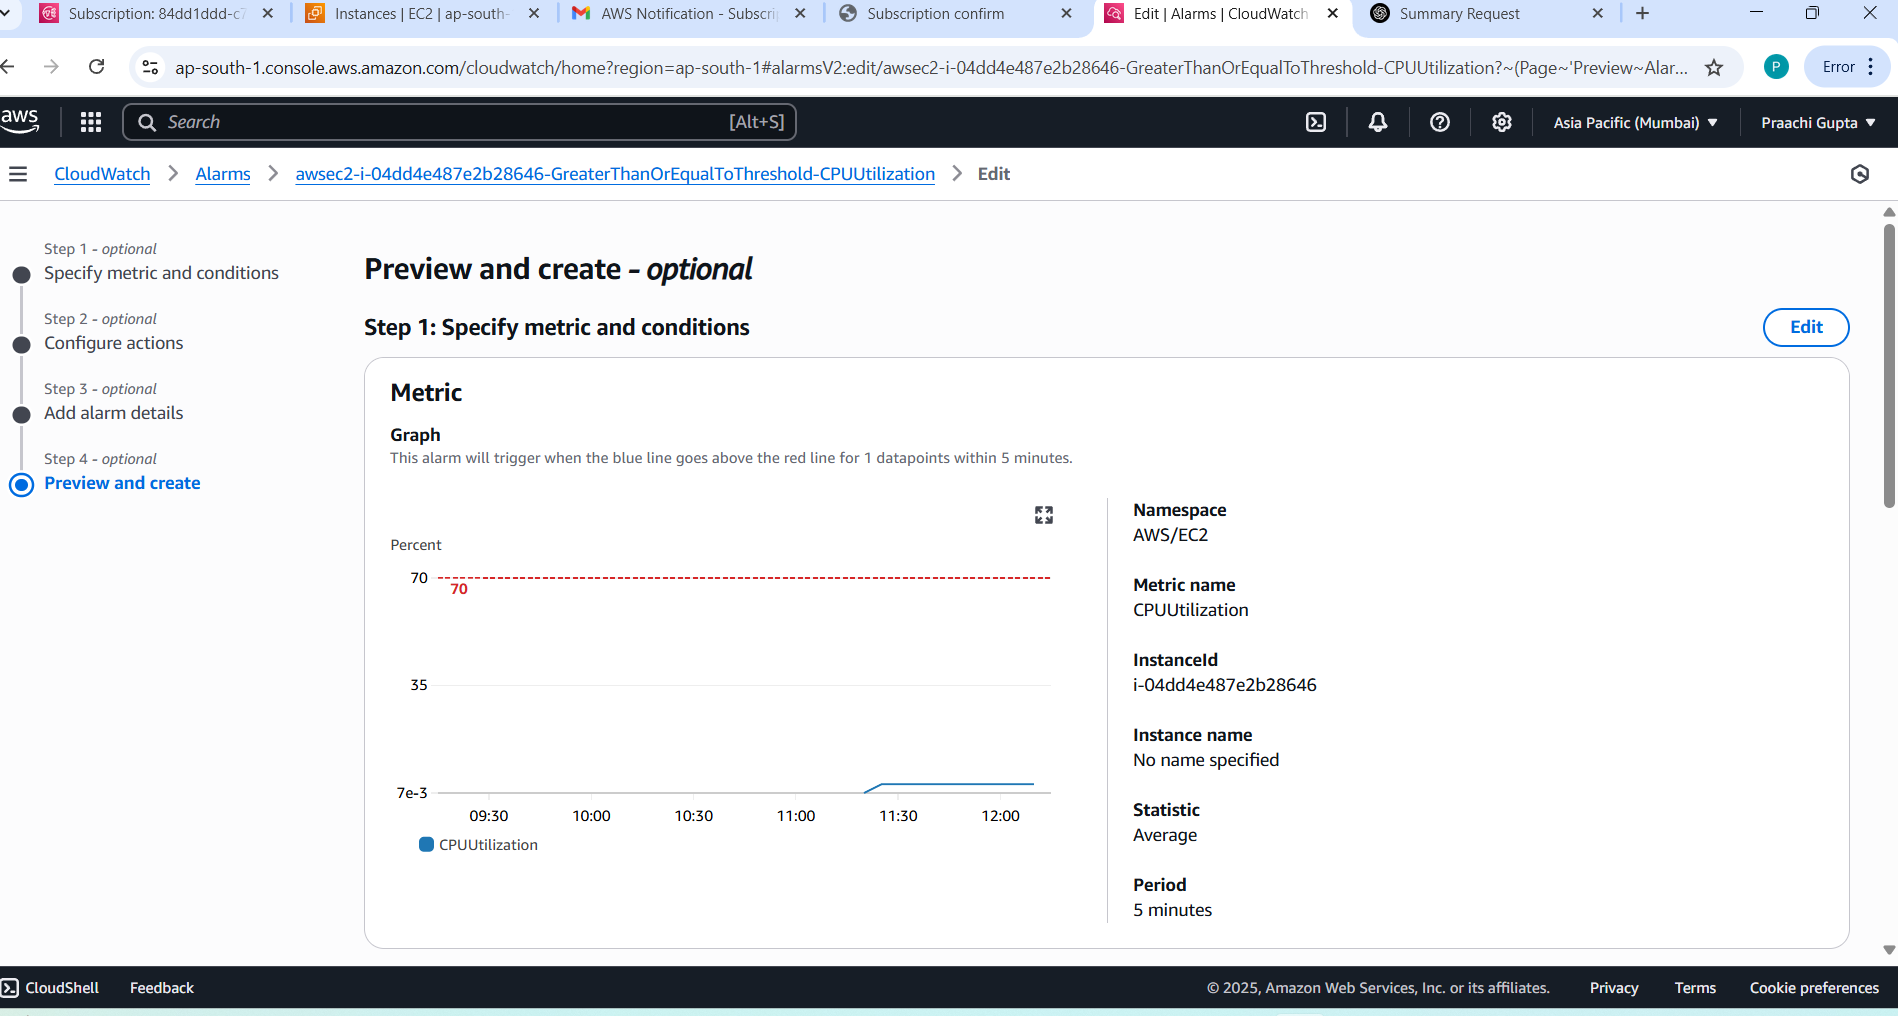 Subscription: 84dd1ddd-c7
Instances | EC2 | ap-south-
AWS Notification - Subscri
Subscription confirm
Edit | Alarms | CloudWatch
Summary Request
ap-south-1.console.aws.amazon.com/cloudwatch/home?region=ap-south-1#alarmsV2:edit/awsec2-i-04dd4e487e2b28646-GreaterThanOrEqualToThreshold-CPUUtilization?~(Page~'Preview~Alar...
P
Error
aws
Search
[Alt+S]
Asia Pacific (Mumbai)
Praachi Gupta
CloudWatch
Alarms
awsec2-i-04dd4e487e2b28646-GreaterThanOrEqualToThreshold-CPUUtilization
Edit
Step 1 - optional
Specify metric and conditions
Step 2 - optional
Configure actions
Step 3 - optional
Add alarm details
Step 4 - optional
Preview and create
Preview and create - optional
Step 1: Specify metric and conditions
Edit
Metric
Graph
This alarm will trigger when the blue line goes above the red line for 1 datapoints within 5 minutes.
Percent
70
70
35
7e-3
09:30
10:00
10:30
11:00
11:30
12:00
CPUUtilization
Namespace
AWS/EC2
Metric name
CPUUtilization
InstanceId
i-04dd4e487e2b28646
Instance name
No name specified
Statistic
Average
Period
5 minutes
CloudShell
Feedback
© 2025, Amazon Web Services, Inc. or its affiliates.
Privacy
Terms
Cookie preferences